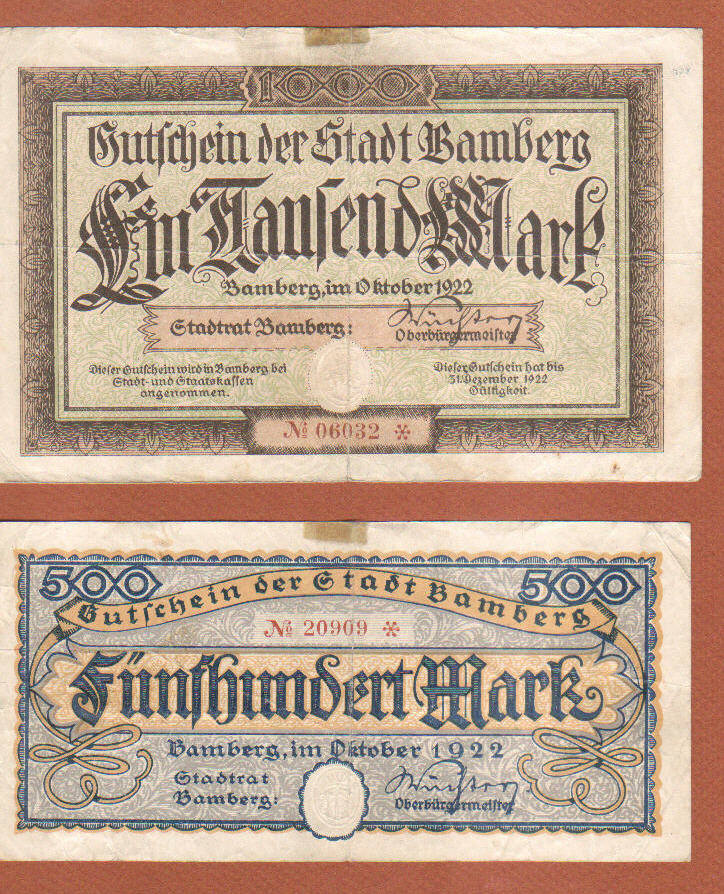 1000
Gutschein der Stadt Bamberg
Ein Tausend Mark
Bamberg, im Oktober 1922
Stadtrat Bamberg:
Wächter
Oberbürgermeister
Dieser Gutschein wird in Bamberg bei
Stadt- und Staatskassen
angenommen.
Dieser Gutschein hat bis
31. Dezember 1922
Gültigkeit.
№ 06032 *
500
500
Gutschein der Stadt Bamberg
№ 20909 *
Fünfhundert Mark
Bamberg, im Oktober 1922
Stadtrat
Bamberg:
Wächter
Oberbürgermeister